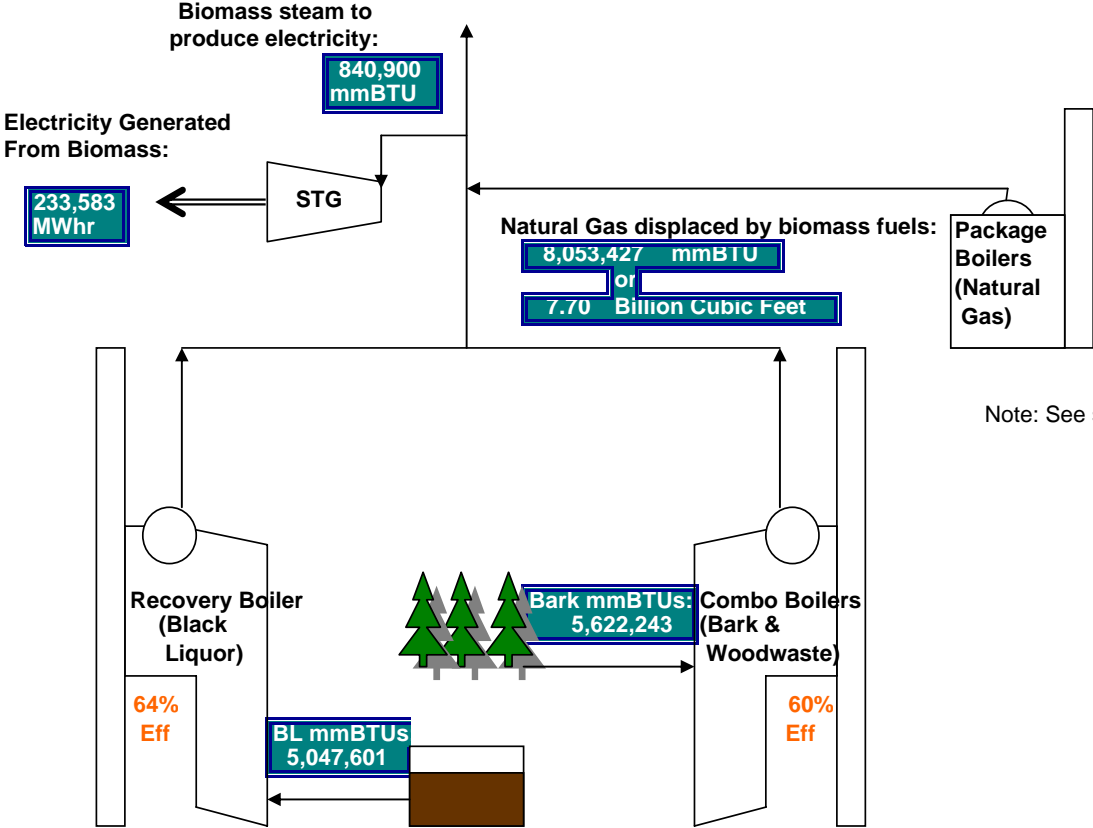 Biomass steam to
produce electricity:
840,900
mmBTU
Electricity Generated
From Biomass:
233,583
MWhr
STG
Natural Gas displaced by biomass fuels:
8,053,427 mmBTU
or
7.70 Billion Cubic Feet
Package
Boilers
(Natural
Gas)
Note: See
Recovery Boiler
(Black
Liquor)
Bark mmBTUs:
5,622,243
Combo Boilers
(Bark &
Woodwaste)
64%
Eff
60%
Eff
BL mmBTUs
5,047,601